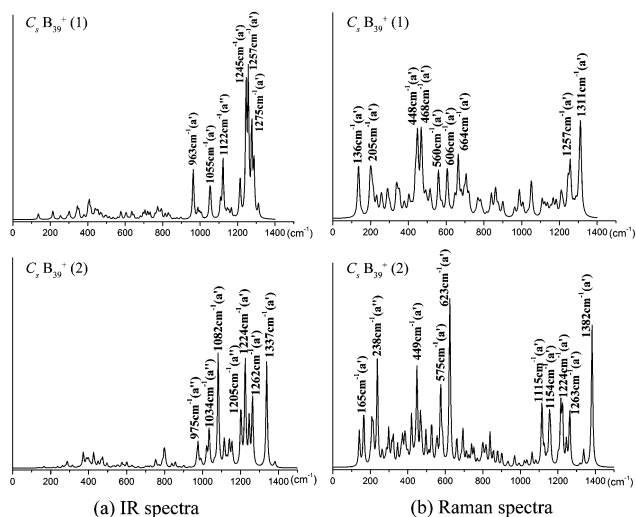 C_s B₃₉⁺ (1)
963cm⁻¹(a')
1055cm⁻¹(a')
1122cm⁻¹(a'')
1245cm⁻¹(a')
1257cm⁻¹(a')
1275cm⁻¹(a')
0 200 400 600 800 1000 1200 1400 (cm⁻¹)
C_s B₃₉⁺ (1)
136cm⁻¹(a')
205cm⁻¹(a')
448cm⁻¹(a')
468cm⁻¹(a')
560cm⁻¹(a')
606cm⁻¹(a')
664cm⁻¹(a')
1257cm⁻¹(a')
1311cm⁻¹(a')
0 200 400 600 800 1000 1200 1400 (cm⁻¹)
C_s B₃₉⁺ (2)
975cm⁻¹(a'')
1034cm⁻¹(a'')
1082cm⁻¹(a')
1205cm⁻¹(a'')
1224cm⁻¹(a')
1262cm⁻¹(a')
1337cm⁻¹(a')
0 200 400 600 800 1000 1200 1400 (cm⁻¹)
C_s B₃₉⁺ (2)
165cm⁻¹(a')
238cm⁻¹(a'')
449cm⁻¹(a')
575cm⁻¹(a')
623cm⁻¹(a')
1115cm⁻¹(a')
1154cm⁻¹(a')
1224cm⁻¹(a')
1263cm⁻¹(a')
1382cm⁻¹(a')
0 200 400 600 800 1000 1200 1400 (cm⁻¹)
(a) IR spectra
(b) Raman spectra